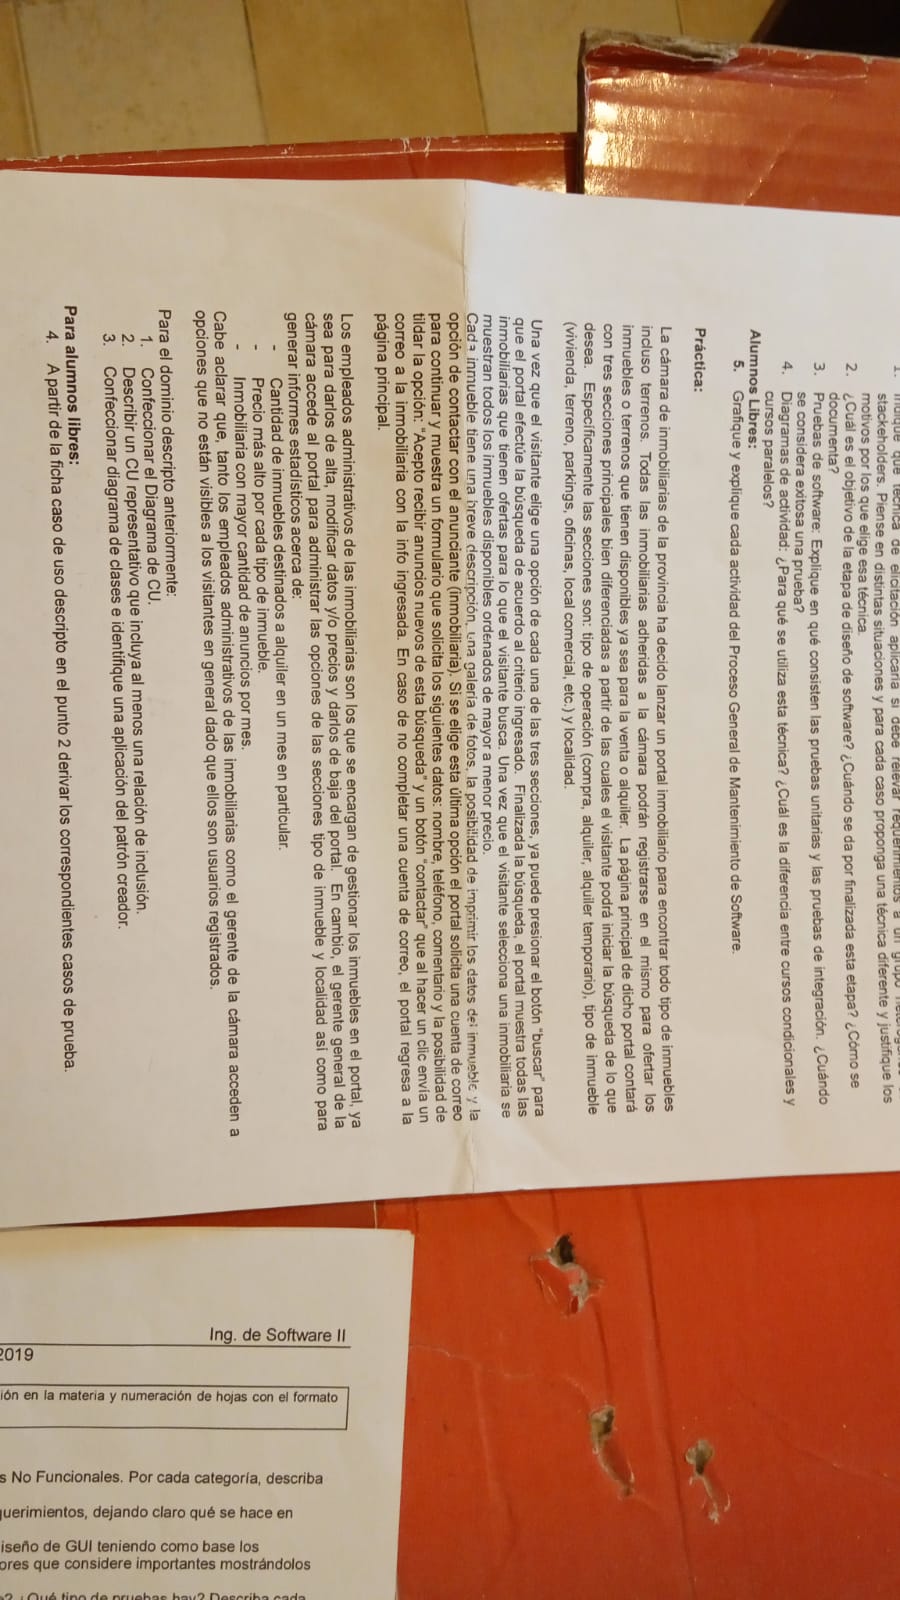 1. Indique que técnica de elicitación aplicaría si debe relevar requerimientos a un grupo
stakeholders. Piense en distintas situaciones y para cada caso proponga una técnica diferente y justifique los
motivos por los que elige esa técnica.
2. ¿Cuál es el objetivo de la etapa de diseño de software? ¿Cuándo se da por finalizada esta etapa? ¿Cómo se
documenta?
3. Pruebas de software: Explique en qué consisten las pruebas unitarias y las pruebas de integración. ¿Cuándo
se considera exitosa una prueba?
4. Diagramas de actividad: ¿Para qué se utiliza esta técnica? ¿Cuál es la diferencia entre cursos condicionales y
cursos paralelos?
Alumnos Libres:
5. Grafique y explique cada actividad del Proceso General de Mantenimiento de Software.
Práctica:
La cámara de inmobiliarias de la provincia ha decido lanzar un portal inmobiliario para encontrar todo tipo de inmuebles
incluso terrenos. Todas las inmobiliarias adheridas a la cámara podrán registrarse en el mismo para ofertar los
inmuebles o terrenos que tienen disponibles ya sea para la venta o alquiler. La página principal de dicho portal contará
con tres secciones principales bien diferenciadas a partir de las cuales el visitante podrá iniciar la búsqueda de lo que
desea. Específicamente las secciones son: tipo de operación (compra, alquiler, alquiler temporario), tipo de inmueble
(vivienda, terreno, parkings, oficinas, local comercial, etc.) y localidad.
Una vez que el visitante elige una opción de cada una de las tres secciones, ya puede presionar el botón “buscar” para
que el portal efectúe la búsqueda de acuerdo al criterio ingresado. Finalizada la búsqueda, el portal muestra todas las
inmobiliarias que tienen ofertas para lo que el visitante busca. Una vez que el visitante selecciona una inmobiliaria se
muestran todos los inmuebles disponibles ordenados de mayor a menor precio.
Cada inmueble tiene una breve descripción, una galería de fotos, la posibilidad de imprimir los datos del inmueble y la
opción de contactar con el anunciante (inmobiliaria). Si se elige esta última opción el portal solicita una cuenta de correo
para continuar y muestra un formulario que solicita los siguientes datos: nombre, teléfono, comentario y la posibilidad de
tildar la opción: “Acepto recibir anuncios nuevos de esta búsqueda” y un botón “contactar” que al hacer un clic envía un
correo a la inmobiliaria con la info ingresada. En caso de no completar una cuenta de correo, el portal regresa a la
página principal.
Los empleados administrativos de las inmobiliarias son los que se encargan de gestionar los inmuebles en el portal, ya
sea para darlos de alta, modificar datos y/o precios y darlos de baja del portal. En cambio, el gerente general de la
cámara accede al portal para administrar las opciones de las secciones tipo de inmueble y localidad así como para
generar informes estadísticos acerca de:
- Cantidad de inmuebles destinados a alquiler en un mes en particular.
- Precio más alto por cada tipo de inmueble.
- Inmobiliaria con mayor cantidad de anuncios por mes.
Cabe aclarar que, tanto los empleados administrativos de las inmobiliarias como el gerente de la cámara acceden a
opciones que no están visibles a los visitantes en general dado que ellos son usuarios registrados.
Para el dominio descripto anteriormente:
1. Confeccionar el Diagrama de CU.
2. Describir un CU representativo que incluya al menos una relación de inclusión.
3. Confeccionar diagrama de clases e identifique una aplicación del patrón creador.
Para alumnos libres:
4. A partir de la ficha caso de uso descripto en el punto 2 derivar los correspondientes casos de prueba.
Ing. de Software II
2019
ión en la materia y numeración de hojas con el formato
s No Funcionales. Por cada categoría, describa
uerimientos, dejando claro qué se hace en
iseño de GUI teniendo como base los
ores que considere importantes mostrándolos
¿Qué tipo de pruebas hay? Describa cada